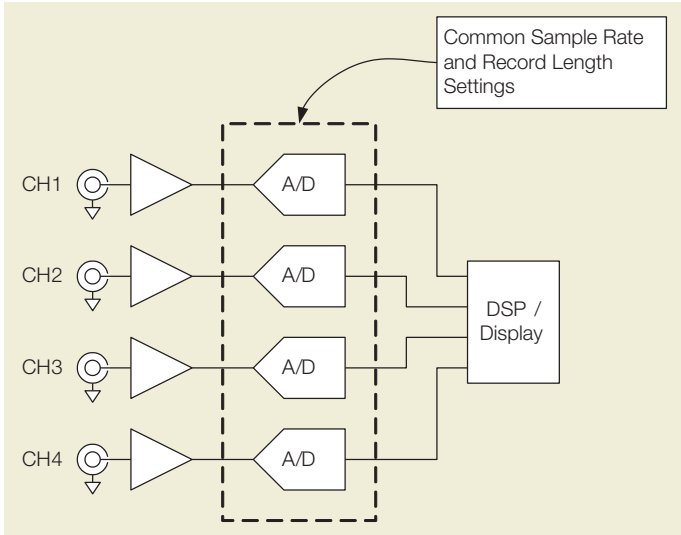 Common Sample Rate
and Record Length
Settings
CH1
A/D
CH2
A/D
DSP /
Display
CH3
A/D
CH4
A/D